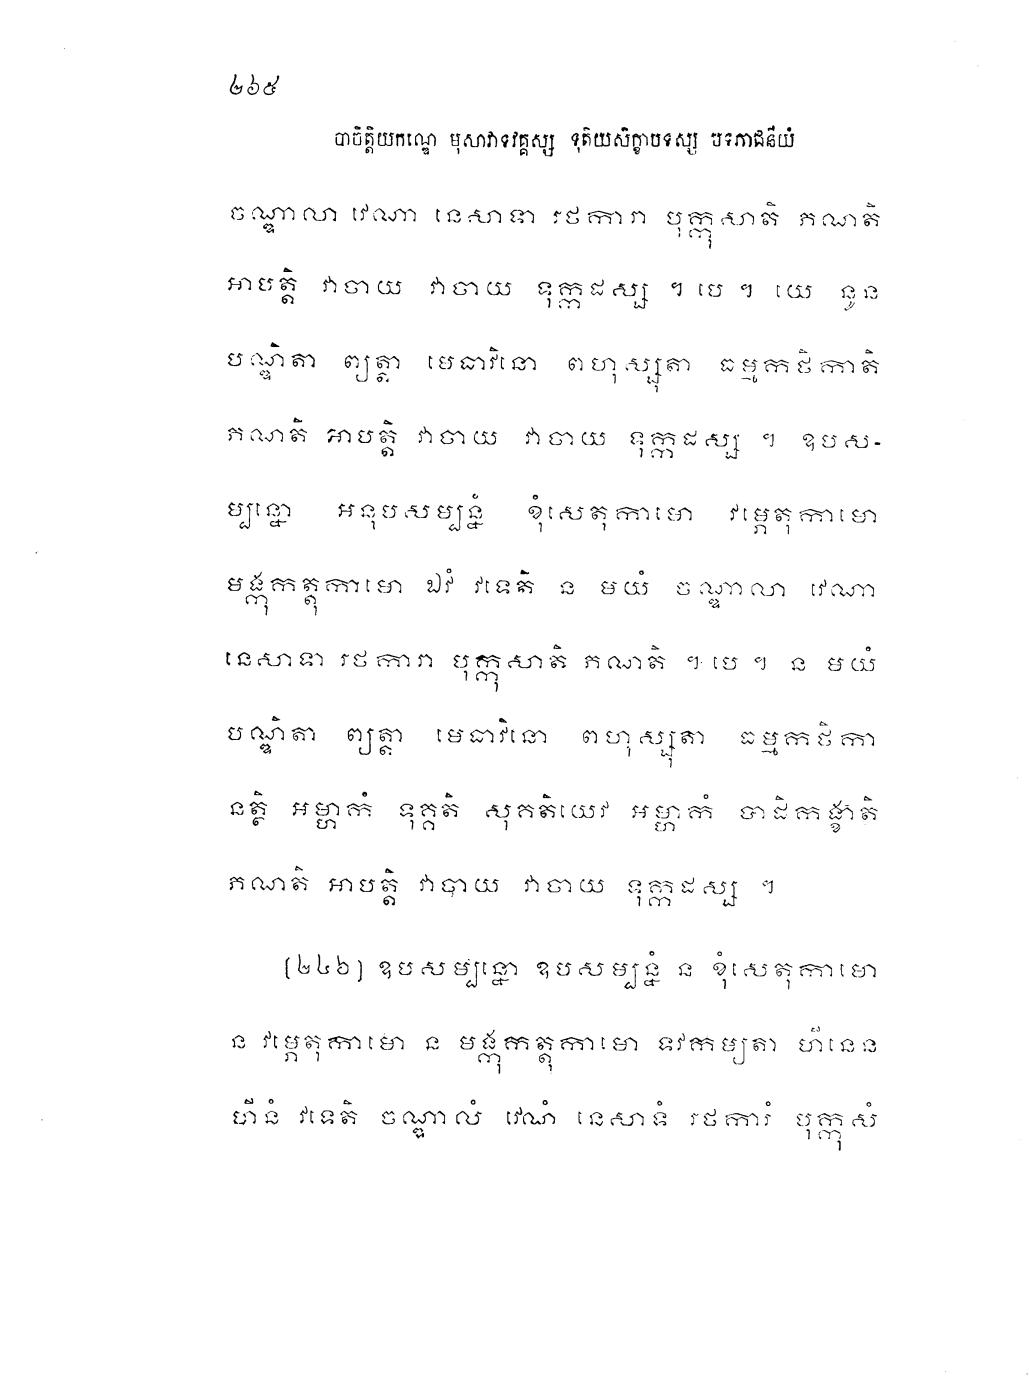 ២៦៥
បាចិត្តិយកណ្ឌេ មុសាវាទវគ្គស្ស ទុតិយសិក្ខាបទស្ស បទភាជនីយំ
ចណ្ឌាលា វេណា នេសាទា រថការា បុក្កុសាតិ ភណតិ
អាបត្តិ វាចាយ វាចាយ ទុក្កដស្ស ។ បេ ។ យេ នូន
បណ្ឌិតា ព្យត្តា មេធាវិនោ ពហុស្សុតា ធម្មកថិកាតិ
ភណតិ អាបត្តិ វាចាយ វាចាយ ទុក្កដស្ស ។ ឧបស-
ម្បន្នោ អនុបសម្បន្នំ ខុំសេតុកាមោ វម្ភេតុកាមោ
មង្កុកត្តុកាមោ ឯវំ វទេតិ ន មយំ ចណ្ឌាលា វេណា
នេសាទា រថការា បុក្កុសាតិ ភណតិ ។ បេ ។ ន មយំ
បណ្ឌិតា ព្យត្តា មេធាវិនោ ពហុស្សុតា ធម្មកថិកា
នត្ថិ អម្ហាកំ ទុគ្គតិ សុគតិយេវ អម្ហាកំ បាដិកង្ខាតិ
ភណតិ អាបត្តិ វាចាយ វាចាយ ទុក្កដស្ស ។
(២៤៦) ឧបសម្បន្នោ ឧបសម្បន្នំ ន ខុំសេតុកាមោ
ន វម្ភេតុកាមោ ន មង្កុកត្តុកាមោ ទវកម្យតា ហីនេន
ហីនំ វទេតិ ចណ្ឌាលំ វេណំ នេសាទំ រថការំ បុក្កុសំ